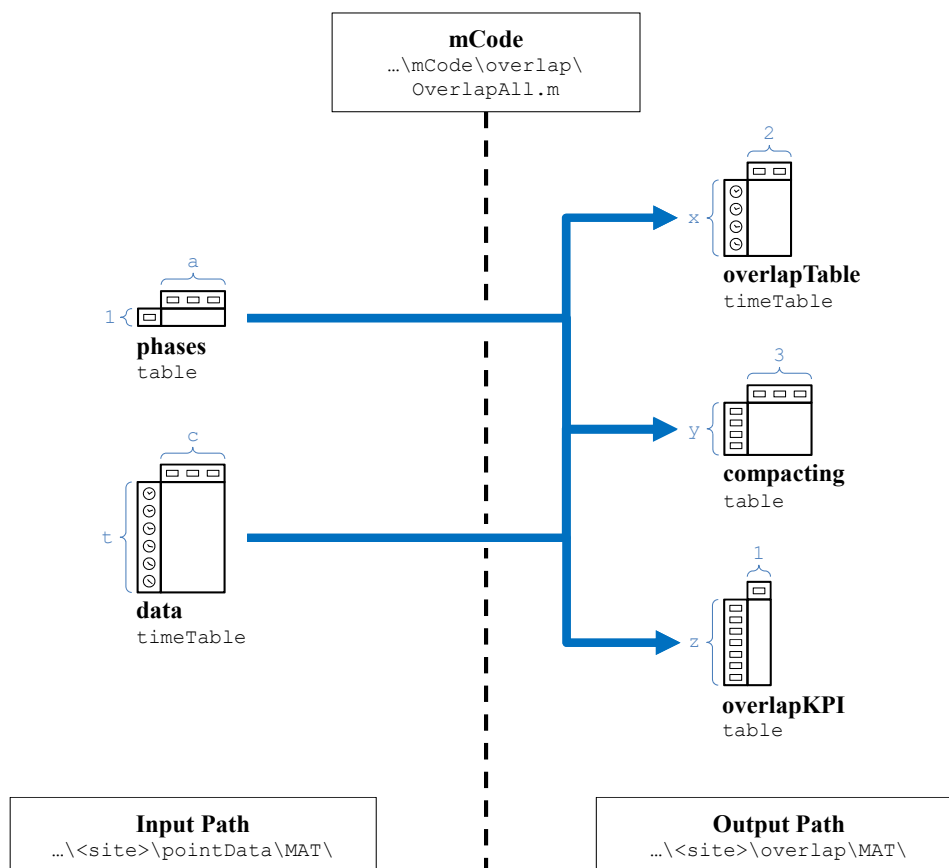 mCode
…\mCode\overlap\
OverlapAll.m
2
x
overlapTable
timeTable
a
1
phases
table
3
y
compacting
table
c
t
data
timeTable
1
z
overlapKPI
table
Input Path
…\<site>\pointData\MAT\
Output Path
…\<site>\overlap\MAT\